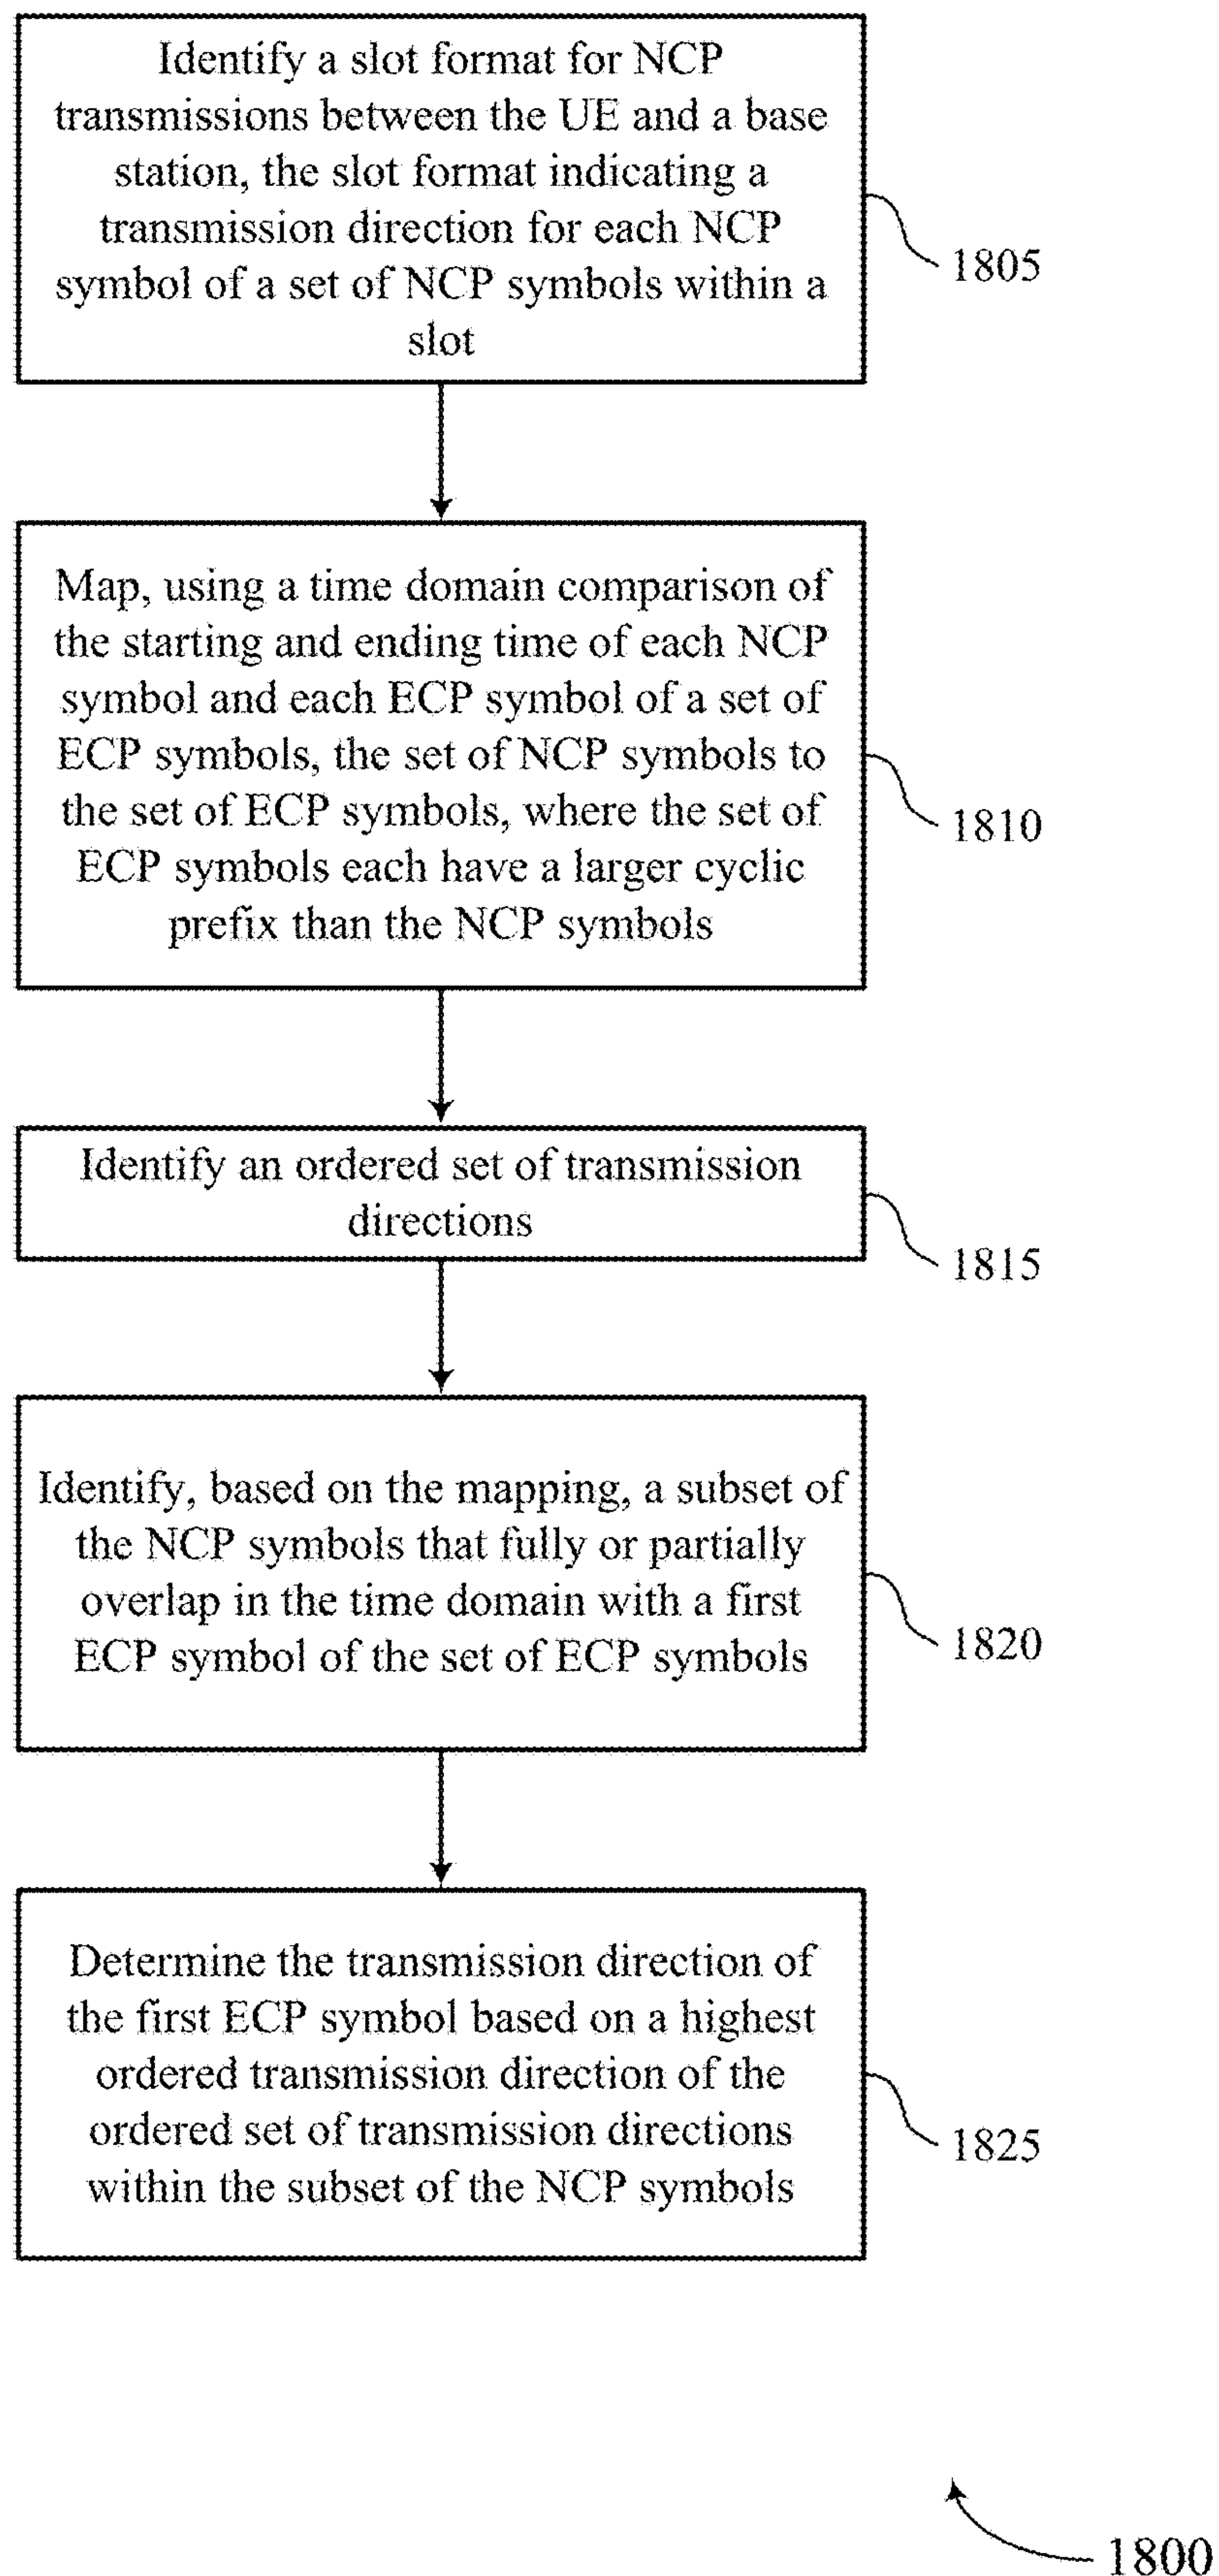 Identify a slot format for NCP
transmissions between the UE and a base
station, the slot format indicating a
transmission direction for each NCP
symbol of a set of NCP symbols within a
slot
1805
Map, using a time domain comparison of
the starting and ending time of each NCP
symbol and each ECP symbol of a set of
ECP symbols, the set of NCP symbols to
the set of ECP symbols, where the set of
ECP symbols each have a larger cyclic
prefix than the NCP symbols
1810
Identify an ordered set of transmission
directions
1815
Identify, based on the mapping, a subset of
the NCP symbols that fully or partially
overlap in the time domain with a first
ECP symbol of the set of ECP symbols
1820
Determine the transmission direction of
the first ECP symbol based on a highest
ordered transmission direction of the
ordered set of transmission directions
within the subset of the NCP symbols
1825
1800